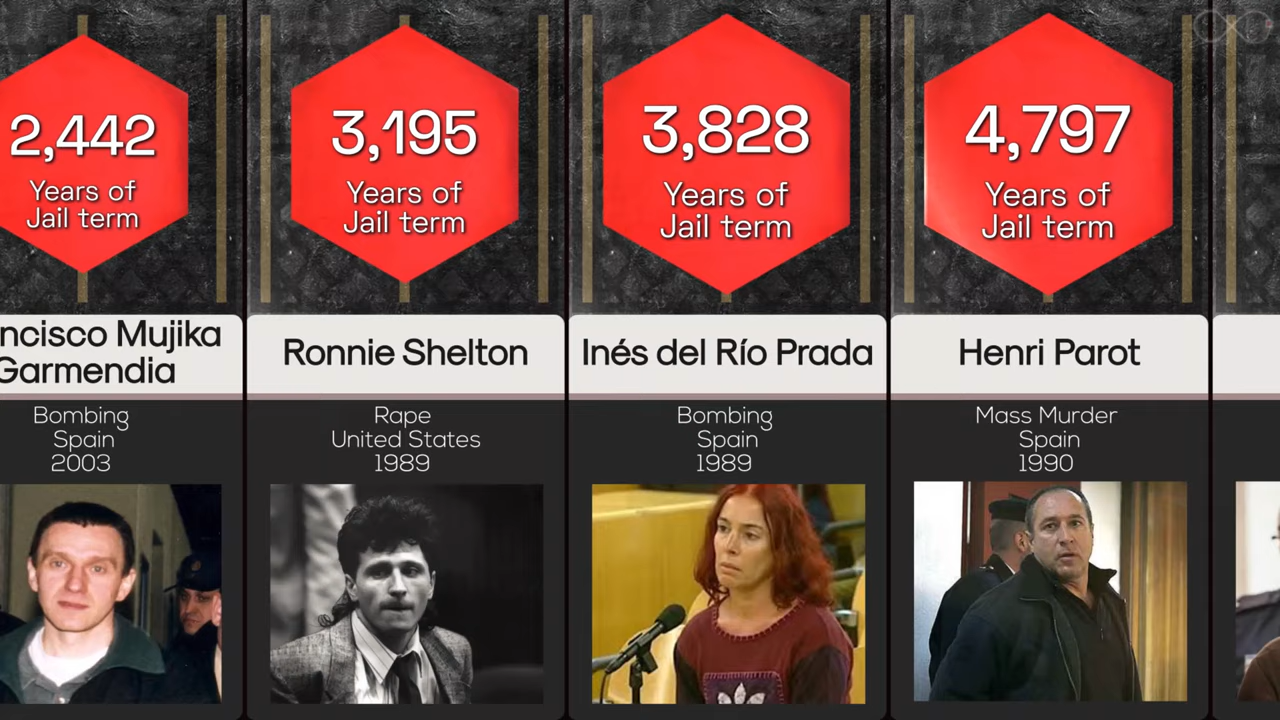 2,442
Years of
Jail term
ncisco Mujika
Garmendia
Bombing
Spain
2003
3,195
Years of
Jail term
Ronnie Shelton
Rape
United States
1989
3,828
Years of
Jail term
Inés del Río Prada
Bombing
Spain
1989
4,797
Years of
Jail term
Henri Parot
Mass Murder
Spain
1990